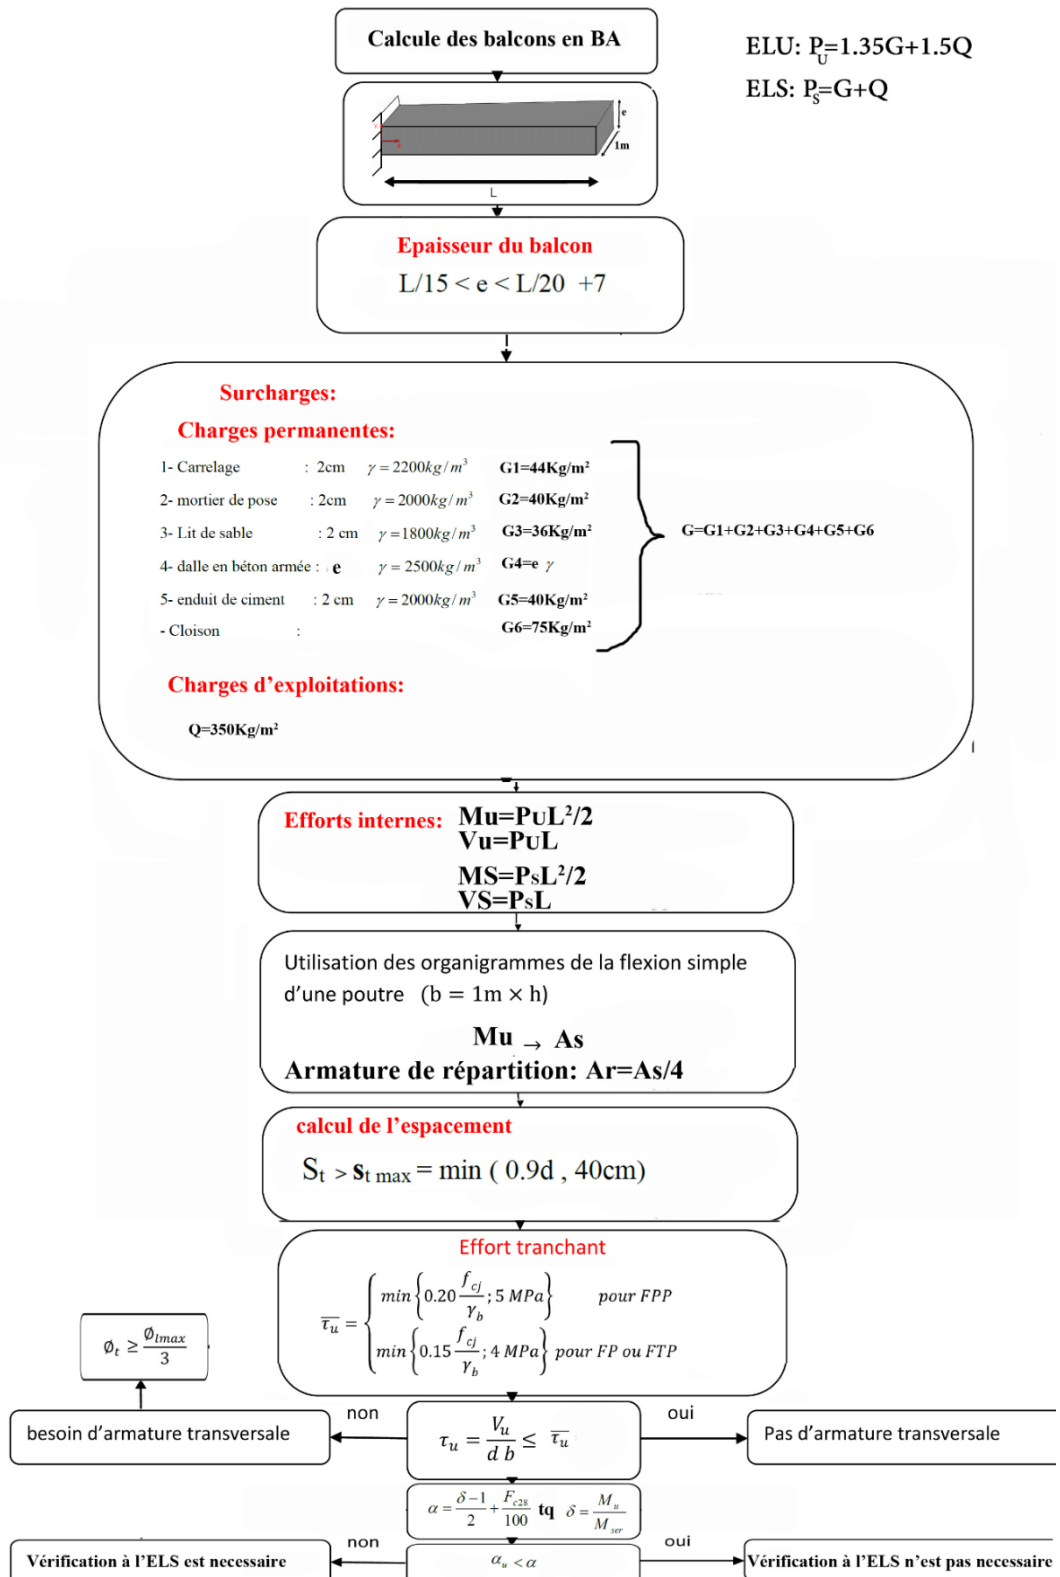 Calcule des balcons en BA
ELU: PU=1.35G+1.5Q
ELS: PS=G+Q
e
1m
L
Epaisseur du balcon
L/15 < e < L/20 +7
Surcharges:
Charges permanentes:
1- Carrelage : 2cm γ = 2200kg/m³ G1=44Kg/m²
2- mortier de pose : 2cm γ = 2000kg/m³ G2=40Kg/m²
3- Lit de sable : 2 cm γ = 1800kg/m³ G3=36Kg/m²
G=G1+G2+G3+G4+G5+G6
4- dalle en béton armée : e γ = 2500kg/m³ G4=e γ
5- enduit de ciment : 2 cm γ = 2000kg/m³ G5=40Kg/m²
- Cloison : G6=75Kg/m²
Charges d’exploitations:
Q=350Kg/m²
Efforts internes: Mu=PUL²/2
Vu=PUL
MS=PsL²/2
VS=PsL
Utilisation des organigrammes de la flexion simple
d’une poutre (b = 1m × h)
Mu → As
Armature de répartition: Ar=As/4
calcul de l’espacement
St > st max = min ( 0.9d , 40cm)
Effort tranchant
τu = { min {0.20 fcj/γb ; 5 MPa} pour FPP
min {0.15 fcj/γb ; 4 MPa} pour FP ou FTP
Øt ≥ Ølmax/3
non
oui
besoin d’armature transversale
τu = Vu/d b ≤ τu
Pas d’armature transversale
α = δ−1/2 + Fc28/100 tq δ = Mu/Mser
non
oui
Vérification à l’ELS est necessaire
αu < α
Vérification à l’ELS n’est pas necessaire